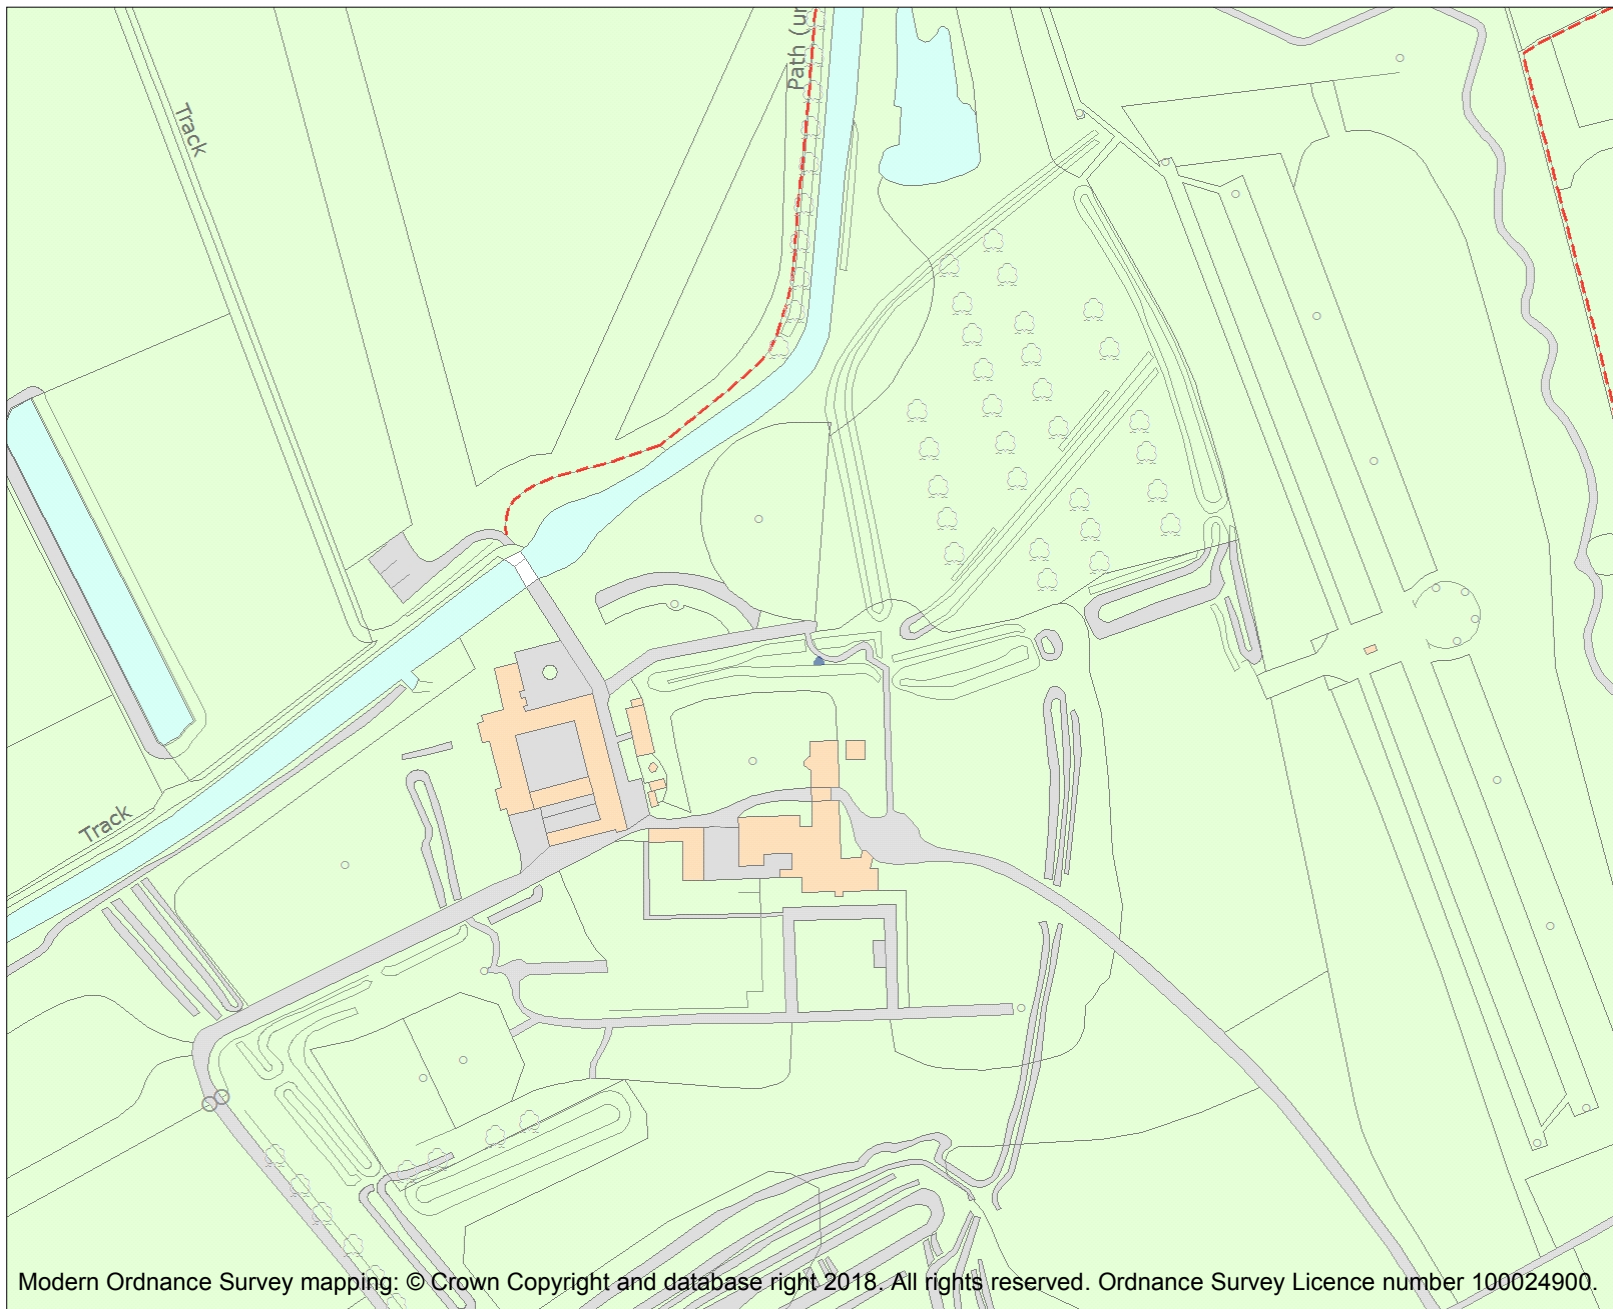 Path (u
Track
Track
Modern Ordnance Survey mapping: © Crown Copyright and database right 2018. All rights reserved. Ordnance Survey Licence number 100024900.